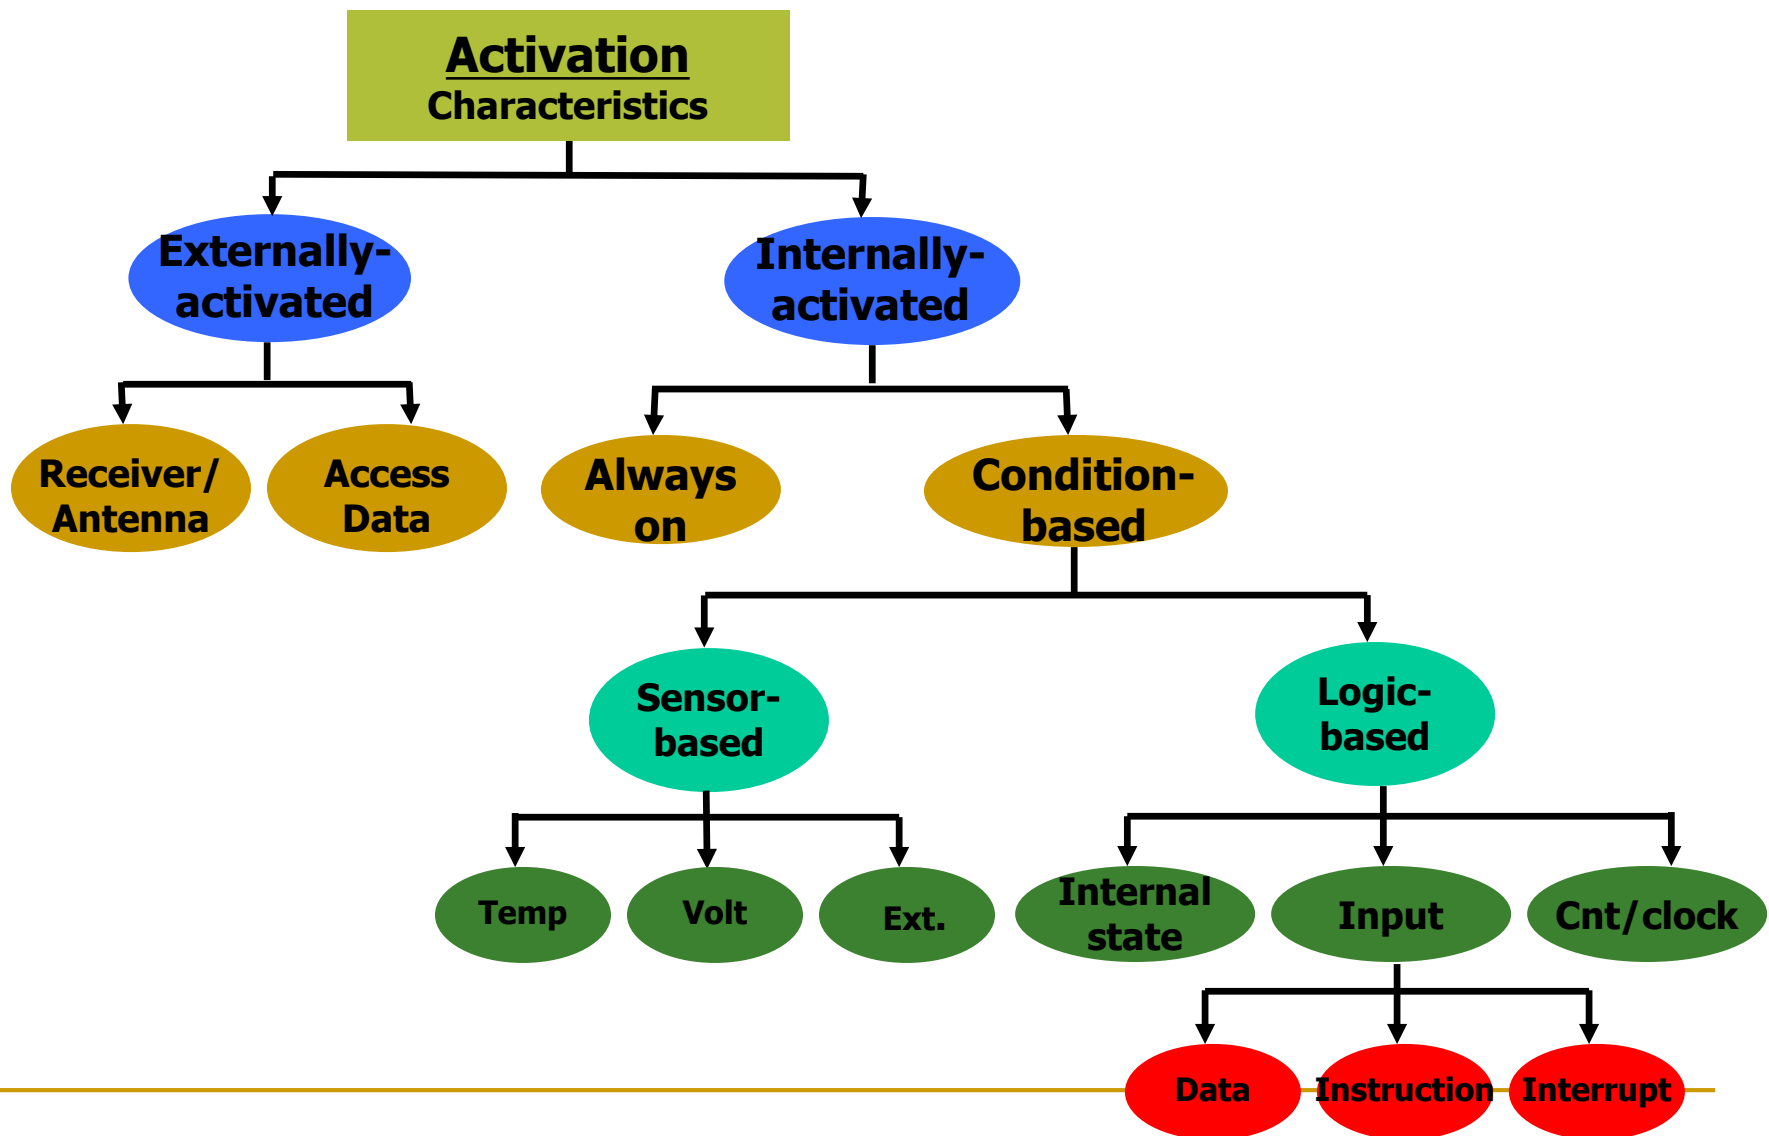 Activation
Characteristics
Externally-
activated
Internally-
activated
Receiver/
Antenna
Access
Data
Always
on
Condition-
based
Sensor-
based
Logic-
based
Temp
Volt
Ext.
Internal
state
Input
Cnt/clock
Data
Instruction
Interrupt